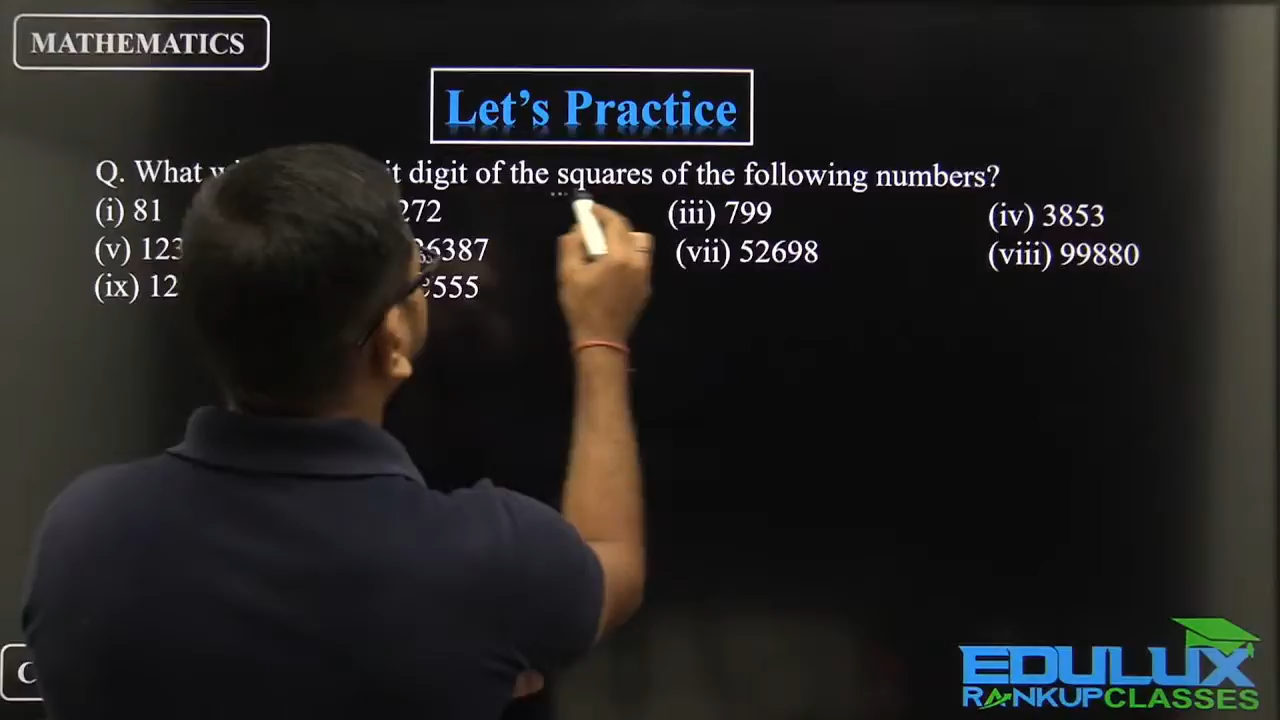 MATHEMATICS
Let's Practice
Q. What digit of the squares of the following numbers?
(i) 81 272 (iii) 799 (iv) 3853
(v) 123 6387 (vii) 52698 (viii) 99880
(ix) 12 555
EDULUX
RANKUPCLASSES